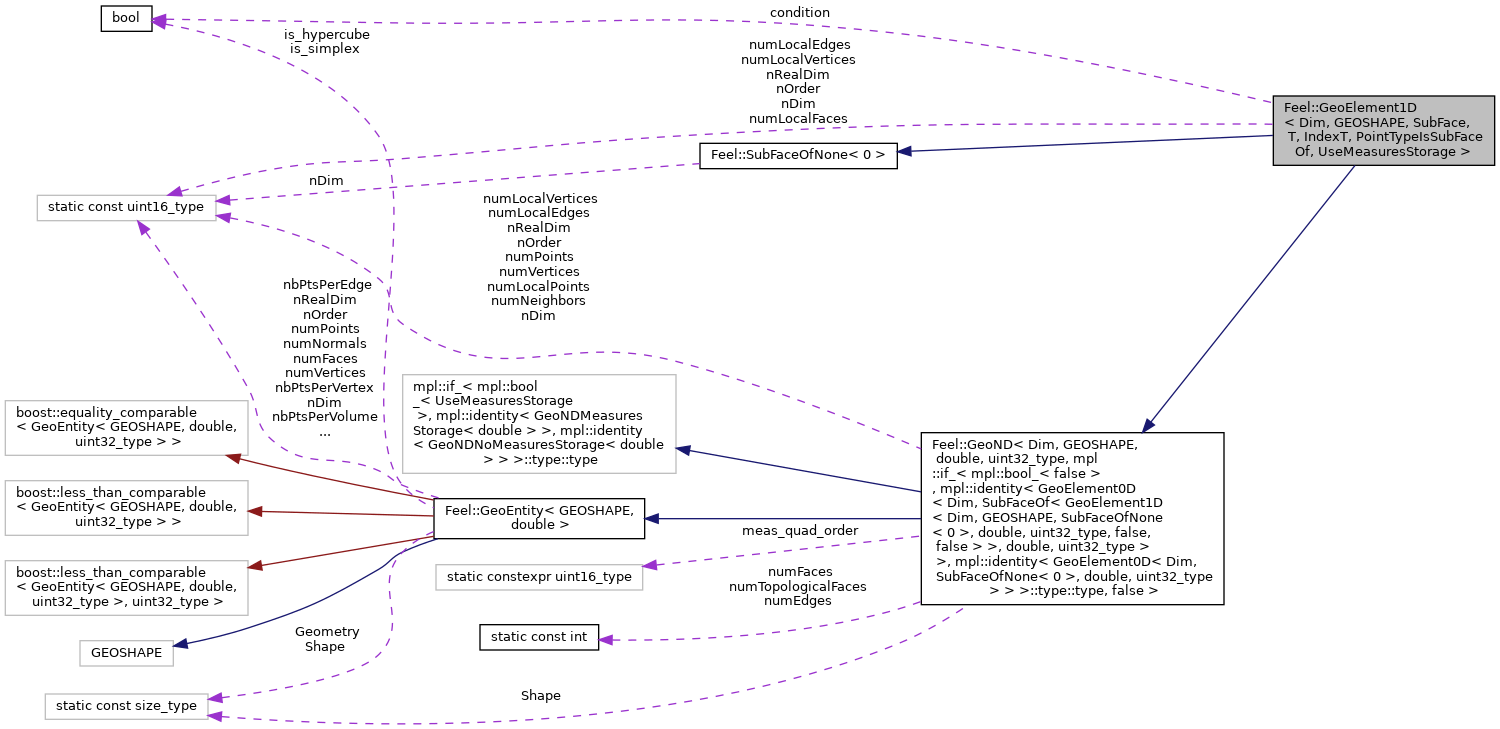 bool
condition
is_hypercube
is_simplex
numLocalEdges
numLocalVertices
nRealDim
nOrder
nDim
numLocalFaces
Feel::GeoElement1D
< Dim, GEOSHAPE, SubFace,
T, IndexT, PointTypeIsSubFace
Of, UseMeasuresStorage >
Feel::SubFaceOfNone< 0 >
nDim
static const uint16_type
numLocalVertices
numLocalEdges
nRealDim
nOrder
numPoints
numVertices
numLocalPoints
numNeighbors
nDim
nbPtsPerEdge
nRealDim
nOrder
numPoints
numNormals
numFaces
numVertices
nbPtsPerVertex
nDim
nbPtsPerVolume
...
mpl::if_< mpl::bool
_< UseMeasuresStorage
>, mpl::identity< GeoNDMeasures
Storage< double > >, mpl::identity
< GeoNDNoMeasuresStorage< double
> > >::type::type
boost::equality_comparable
< GeoEntity< GEOSHAPE, double,
uint32_type > >
boost::less_than_comparable
< GeoEntity< GEOSHAPE, double,
uint32_type > >
boost::less_than_comparable
< GeoEntity< GEOSHAPE, double,
uint32_type >, uint32_type >
Feel::GeoEntity< GEOSHAPE,
double >
Feel::GeoND< Dim, GEOSHAPE,
double, uint32_type, mpl
::if_< mpl::bool_< false >
, mpl::identity< GeoElement0D
< Dim, SubFaceOf< GeoElement1D
< Dim, GEOSHAPE, SubFaceOfNone
< 0 >, double, uint32_type, false,
false > >, double, uint32_type >
>, mpl::identity< GeoElement0D< Dim,
SubFaceOfNone< 0 >, double, uint32_type
> > >::type::type, false >
meas_quad_order
static constexpr uint16_type
numFaces
numTopologicalFaces
numEdges
static const int
GEOSHAPE
Geometry
Shape
static const size_type
Shape